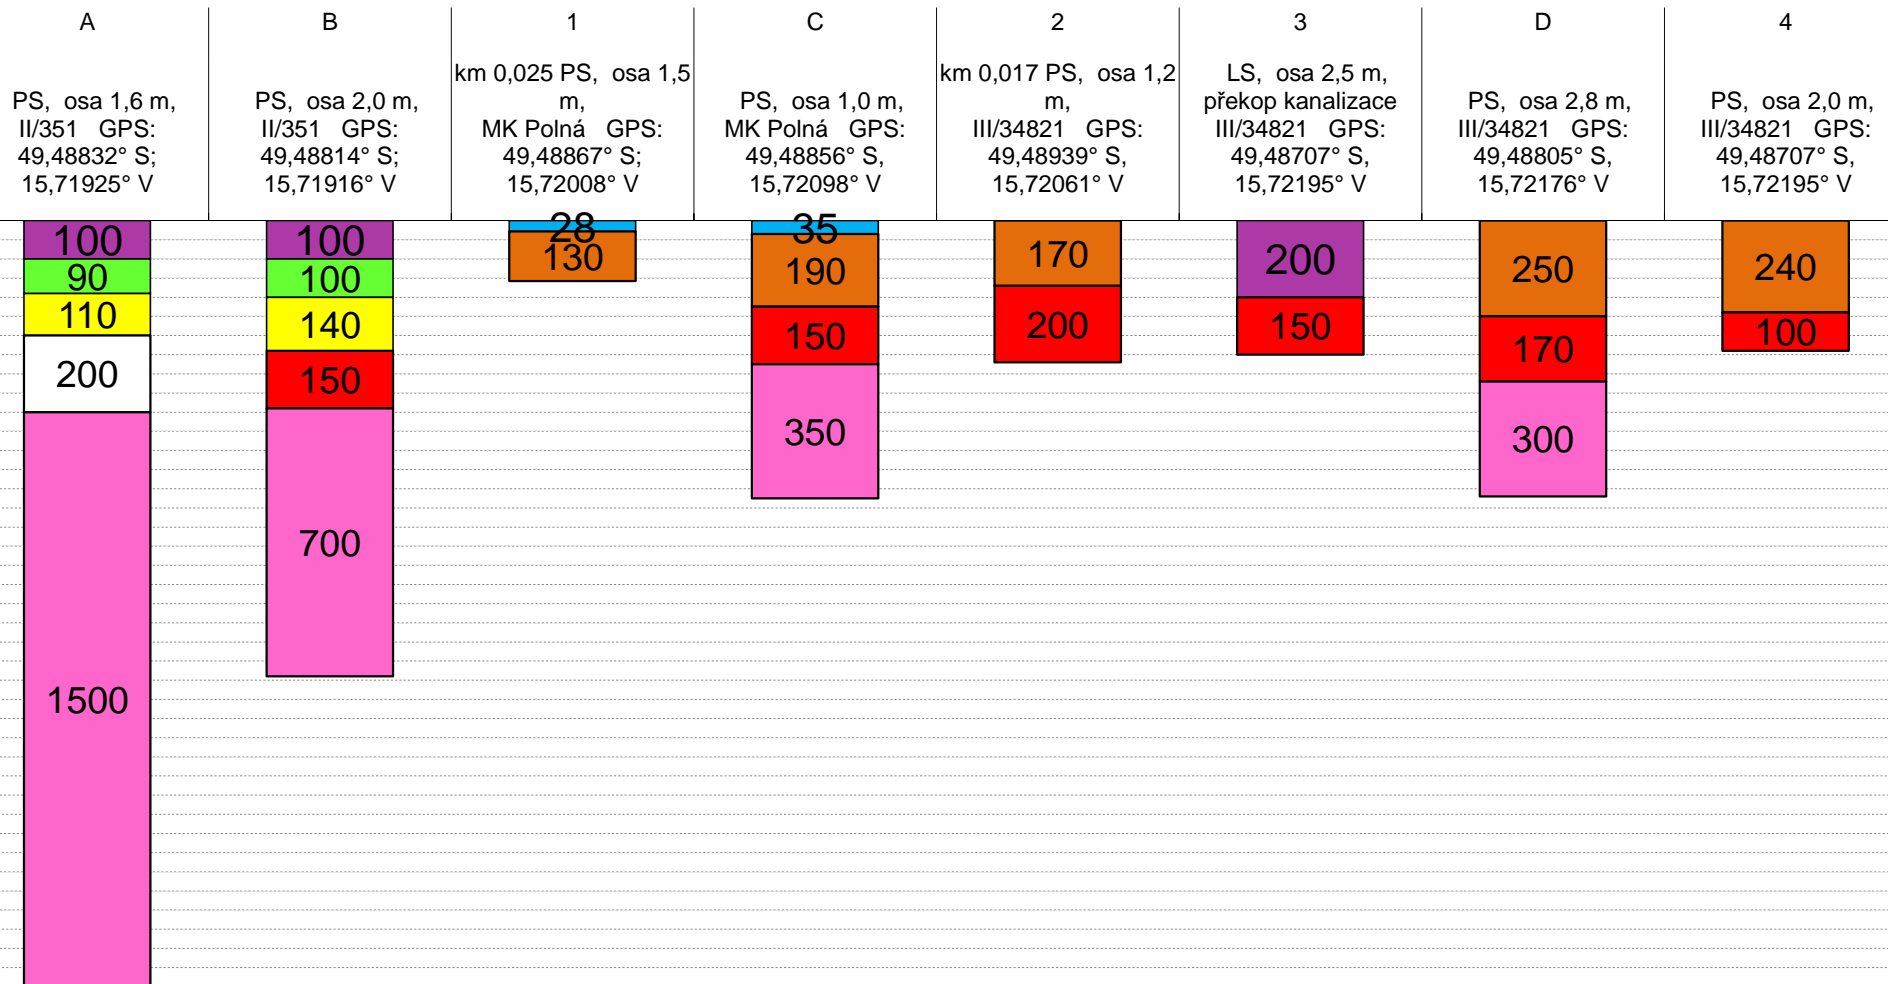 A
PS, osa 1,6 m,
II/351 GPS:
49,48832° S;
15,71925° V
100
90
110
200
1500
B
PS, osa 2,0 m,
II/351 GPS:
49,48814° S;
15,71916° V
100
100
140
150
700
1
km 0,025 PS, osa 1,5
m,
MK Polná GPS:
49,48867° S;
15,72008° V
28
130
C
PS, osa 1,0 m,
MK Polná GPS:
49,48856° S,
15,72098° V
35
190
150
350
2
km 0,017 PS, osa 1,2
m,
III/34821 GPS:
49,48939° S,
15,72061° V
170
200
3
LS, osa 2,5 m,
překop kanalizace
III/34821 GPS:
49,48707° S,
15,72195° V
200
150
D
PS, osa 2,8 m,
III/34821 GPS:
49,48805° S,
15,72176° V
250
170
300
4
PS, osa 2,0 m,
III/34821 GPS:
49,48707° S,
15,72195° V
240
100